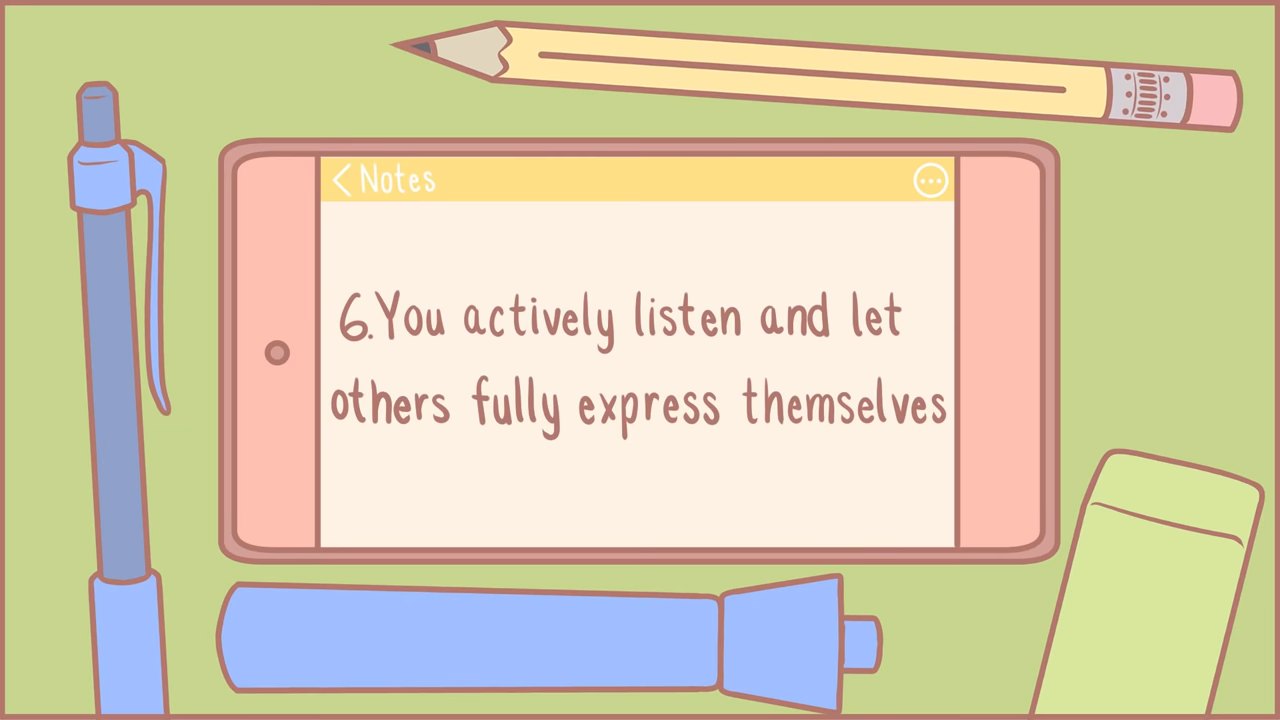 Notes
6.You actively listen and let
others fully express themselves